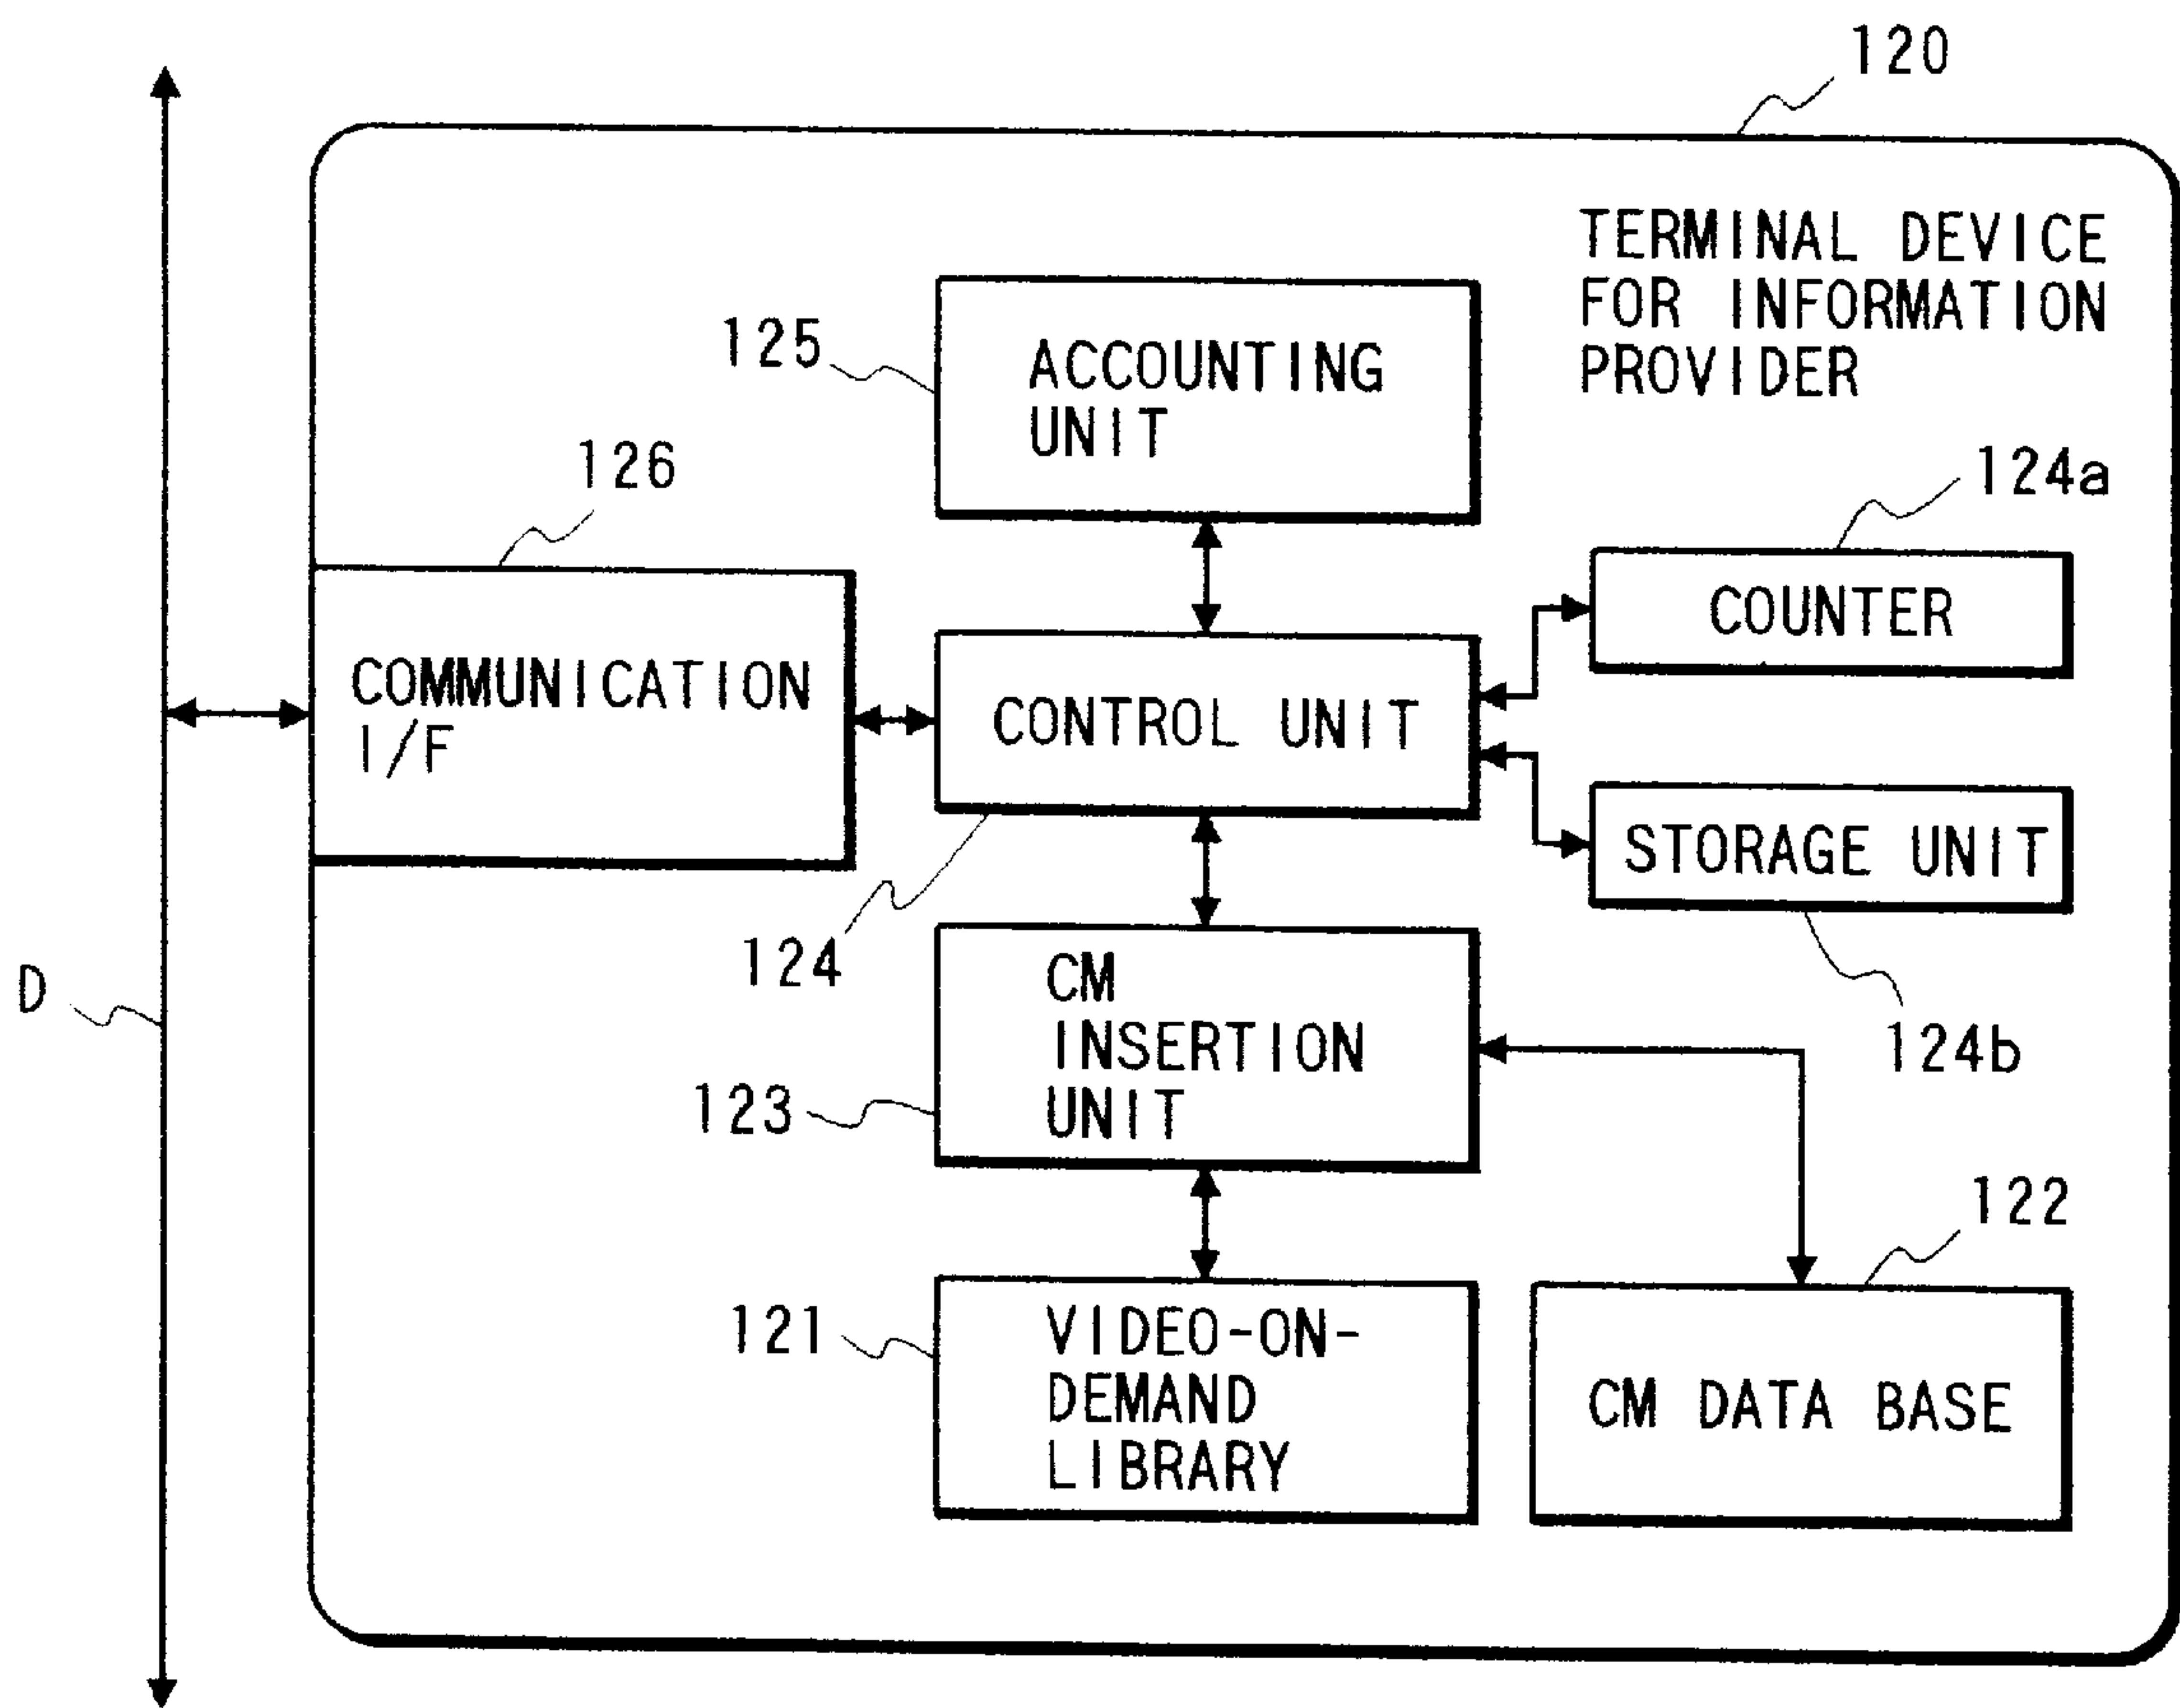 120
TERMINAL DEVICE
FOR INFORMATION
PROVIDER
125
ACCOUNTING
UNIT
126
124a
COUNTER
COMMUNICATION
I/F
CONTROL UNIT
STORAGE UNIT
124
D
CM
INSERTION
UNIT
124b
123
122
121
VIDEO-ON-
DEMAND
LIBRARY
CM DATA BASE